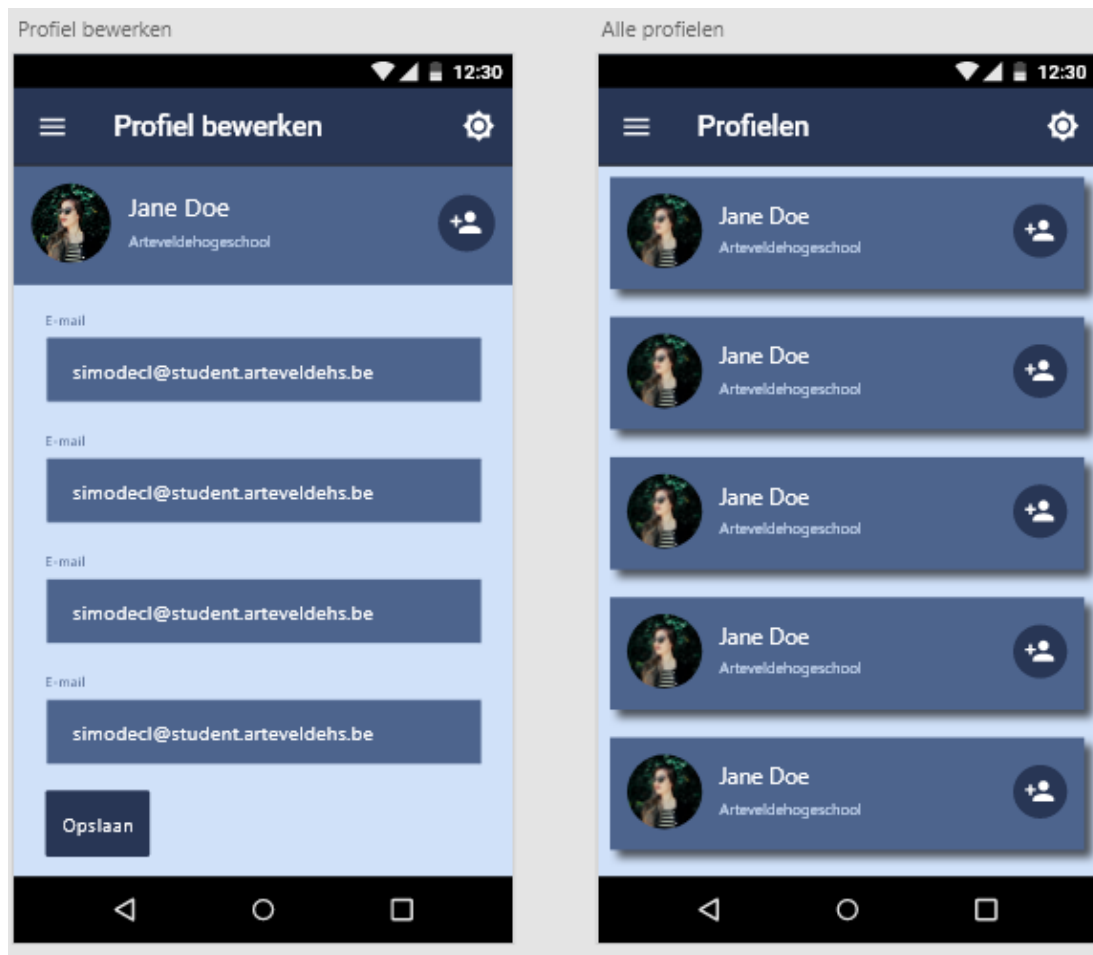 Profiel bewerken
12:30
Profiel bewerken
Jane Doe
Arteveldehogeschool
E-mail
simodecl@student.arteveldehs.be
E-mail
simodecl@student.arteveldehs.be
E-mail
simodecl@student.arteveldehs.be
E-mail
simodecl@student.arteveldehs.be
Opslaan
Alle profielen
12:30
Profielen
Jane Doe
Arteveldehogeschool
Jane Doe
Arteveldehogeschool
Jane Doe
Arteveldehogeschool
Jane Doe
Arteveldehogeschool
Jane Doe
Arteveldehogeschool